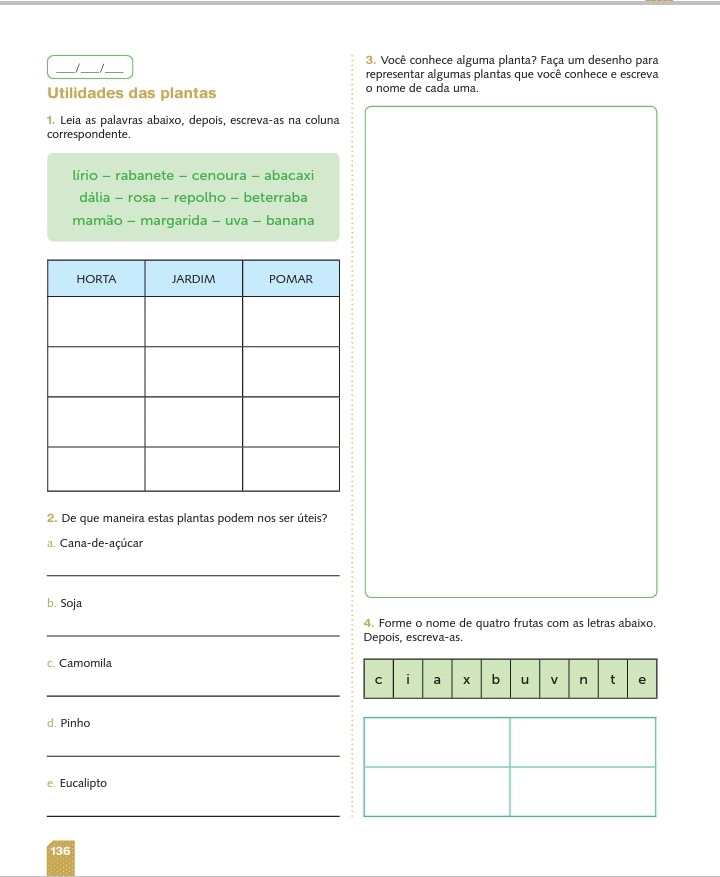 ___/___/___
Utilidades das plantas
1. Leia as palavras abaixo, depois, escreva-as na coluna
correspondente.
lírio – rabanete – cenoura – abacaxi
dália – rosa – repolho – beterraba
mamão – margarida – uva – banana
HORTA JARDIM POMAR
2. De que maneira estas plantas podem nos ser úteis?
a. Cana-de-açúcar
b. Soja
c. Camomila
d. Pinho
e. Eucalipto
3. Você conhece alguma planta? Faça um desenho para
representar algumas plantas que você conhece e escreva
o nome de cada uma.
4. Forme o nome de quatro frutas com as letras abaixo.
Depois, escreva-as.
c i a x b u v n t e
136